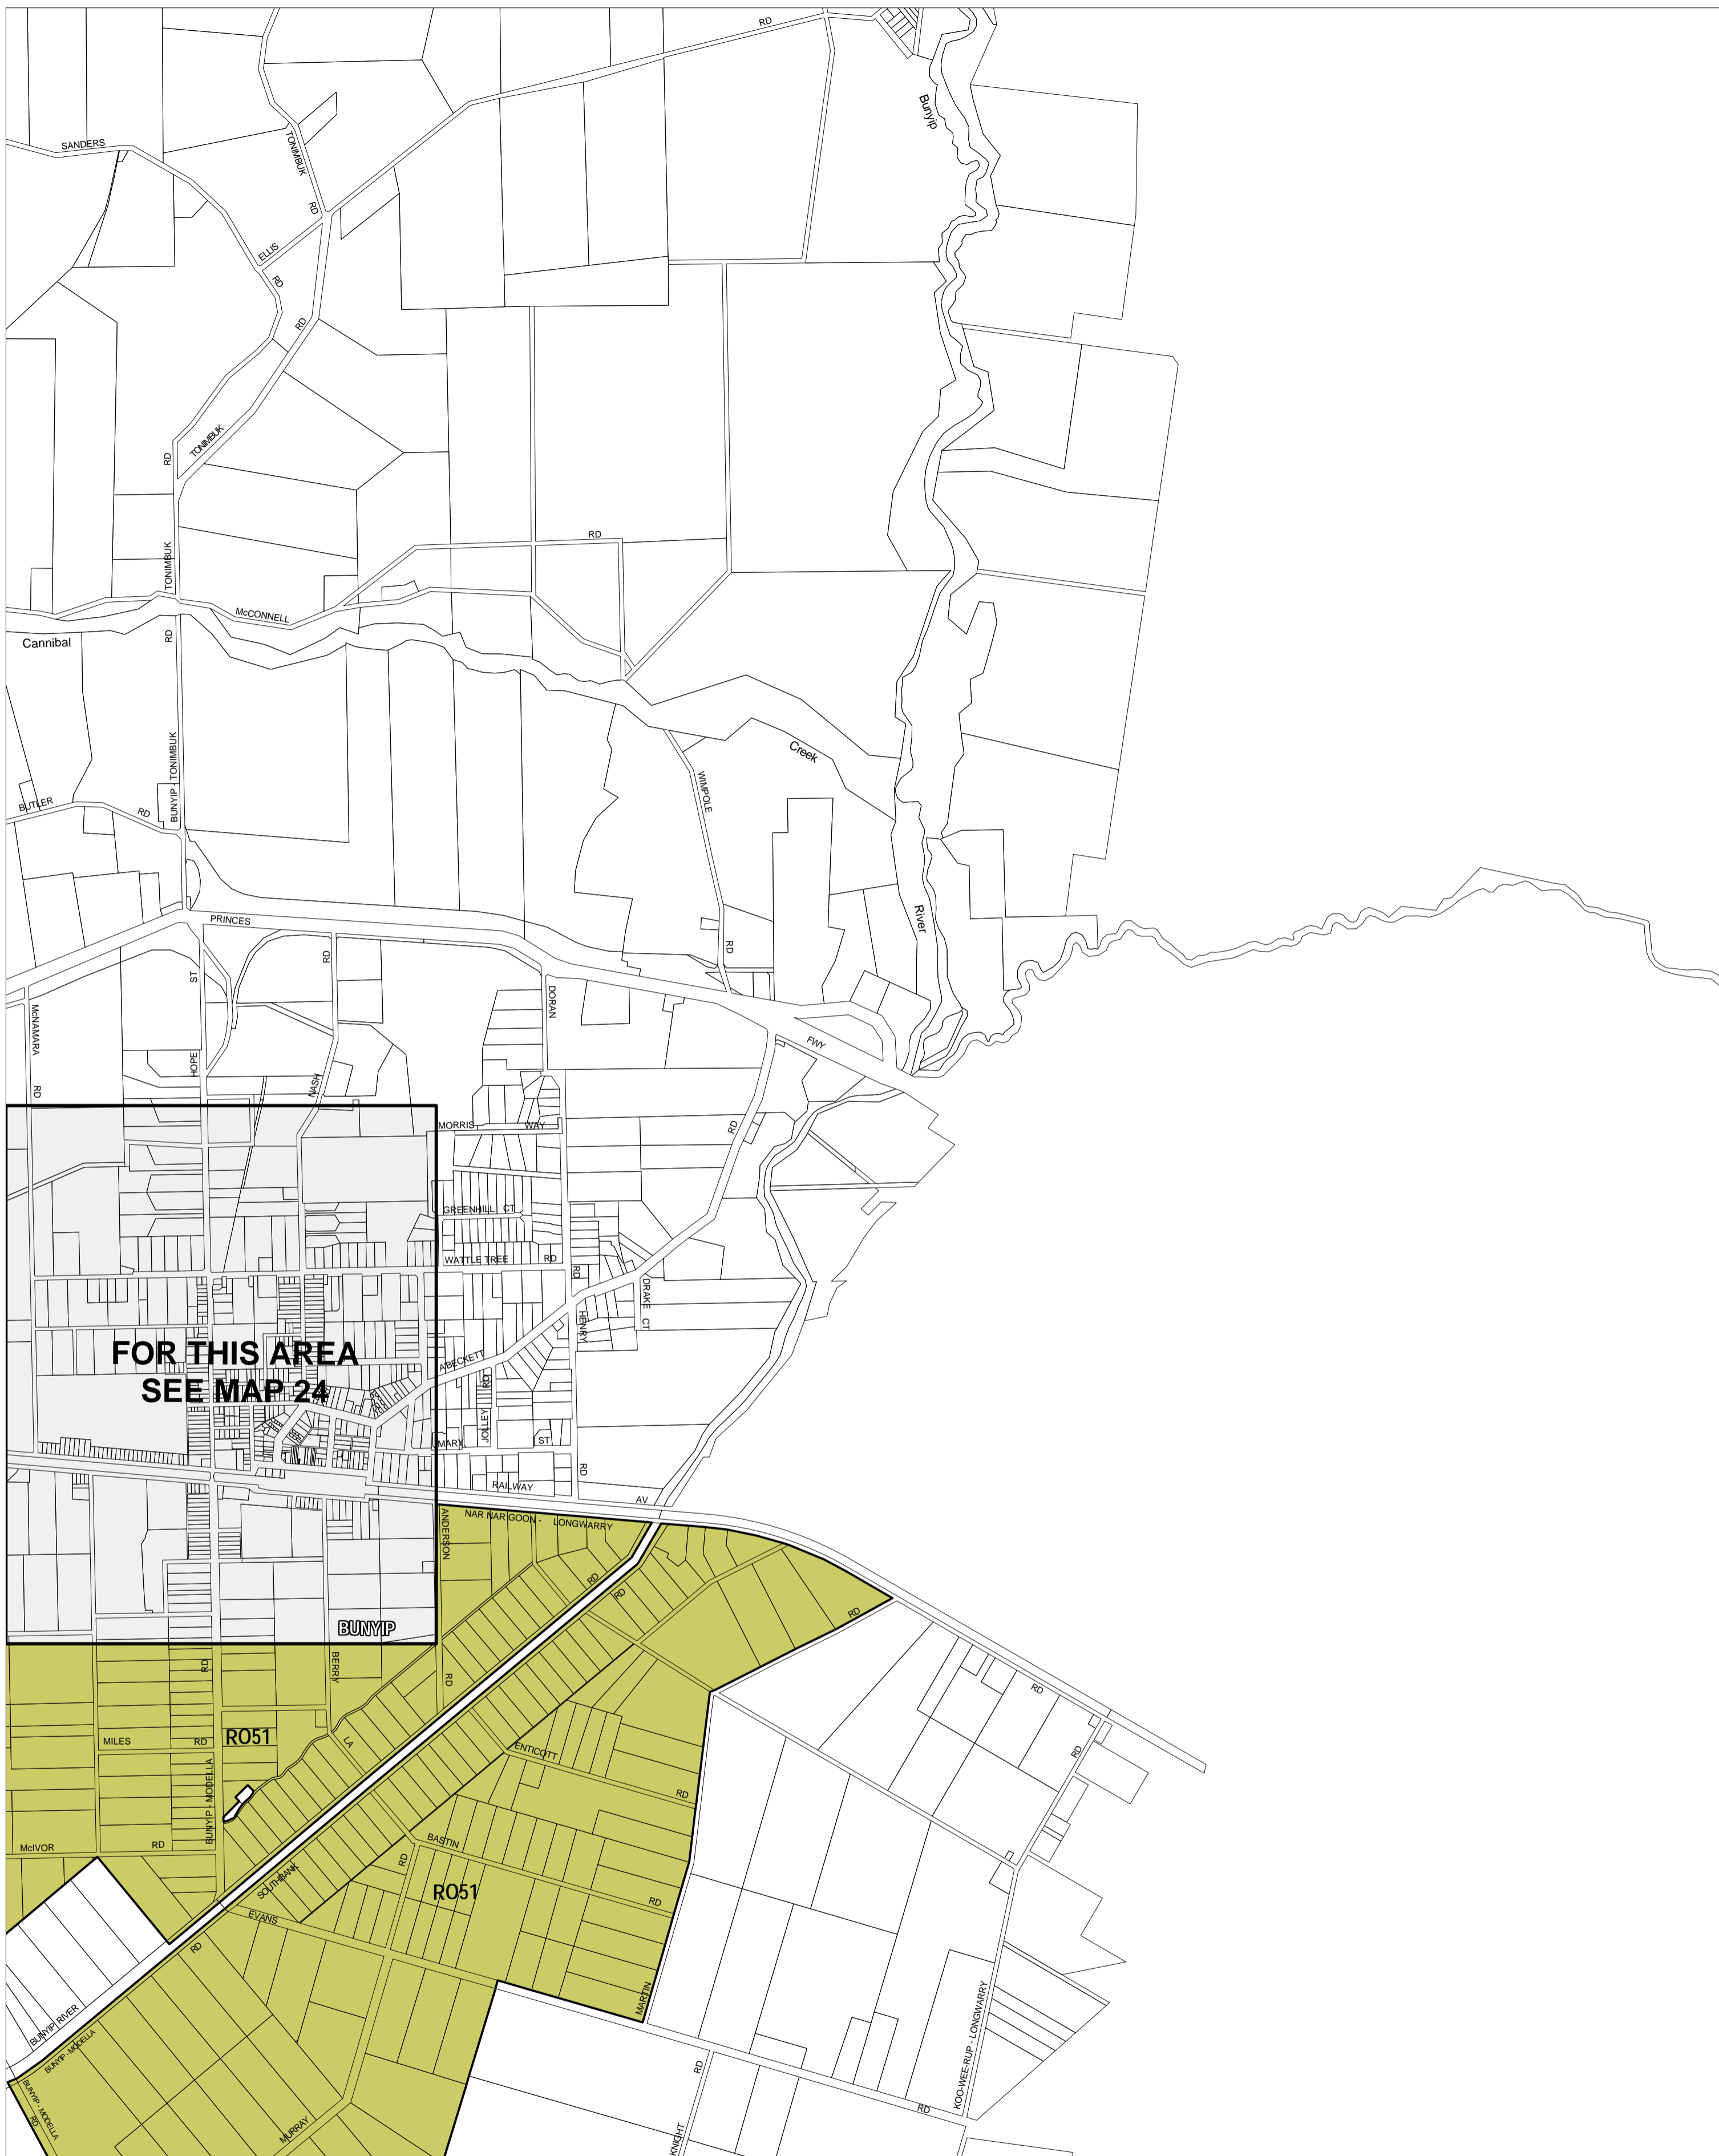 RD
Bunyip
SANDERS
TONIMBUK
RD
ELLIS
RD
RD
TONIMBUK
RD
RD
TONIMBUK
McCONNELL
RD
Cannibal
BUNYIP - TONIMBUK
Creek
WIMPOLE
BUTLER
RD
PRINCES
River
RD
RD
ST
DORAN
McNAMARA
FWY
HOPE
RD
NASH
MORRIS WAY
RD
GREENHILL CT
WATTLE TREE RD
RD
DRAKE
HENRY
CT
FOR THIS AREA
SEE MAP 24
A'BECKETT
RD
JOLLEY
MARY ST
RD
RAILWAY
AV
NAR NAR GOON - LONGWARRY
ANDERSON
RD
RD
RD
BUNYIP
BERRY
RD
RD
RD
RO51
MILES RD
LA
ENTICOTT
RD
RD
BUNYIP - MODELLA
McIVOR RD
BASTIN
RD
SOUTHBANK
RO51
RD
EVANS
RD
MARTIN
BUNYIP RIVER
BUNYIP - MODELLA
BUNYIP - MODELLA
RD
MURRAY
KOO-WEE-RUP - LONGWARRY
RD
RD
KNIGHT